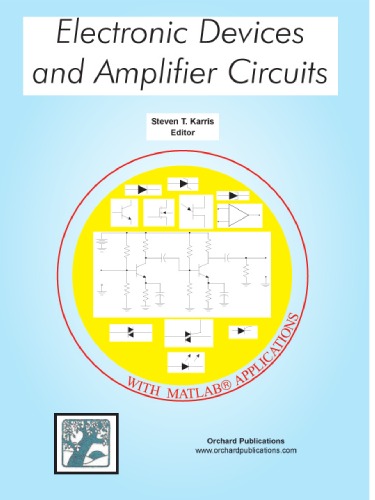 Electronic Devices
and Amplifier Circuits
Steven T. Karris
Editor
WITH MATLAB® APPLICATIONS
Orchard Publications
www.orchardpublications.com